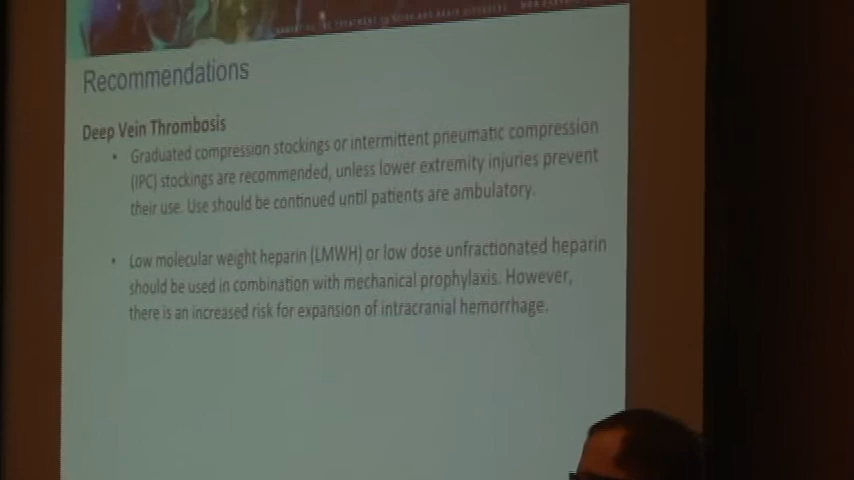 Recommendations
Deep Vein Thrombosis
• Graduated compression stockings or intermittent pneumatic compression
(IPC) stockings are recommended, unless lower extremity injuries prevent
their use. Use should be continued until patients are ambulatory.
• Low molecular weight heparin (LMWH) or low dose unfractionated heparin
should be used in combination with mechanical prophylaxis. However,
there is an increased risk for expansion of intracranial hemorrhage.